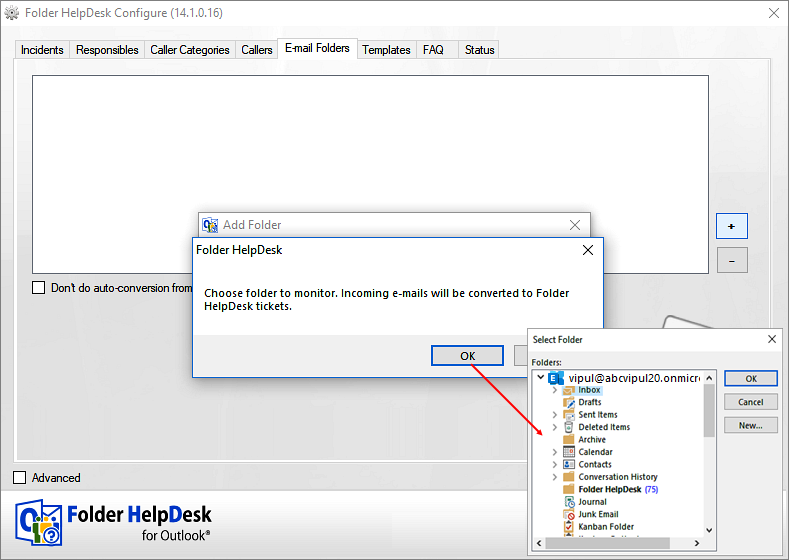 Folder HelpDesk Configure (14.1.0.16)
Incidents Responsibles Caller Categories Callers E-mail Folders Templates FAQ Status
Add Folder
+
Folder HelpDesk
-
Don't do auto-conversion from
Choose folder to monitor. Incoming e-mails will be converted to Folder
HelpDesk tickets.
OK
Select Folder
Folders:
vipul@abcvipul20.onmicr
Inbox
Drafts
Sent Items
Deleted Items
Archive
Calendar
Contacts
Conversation History
Folder HelpDesk (75)
Journal
Junk Email
Kanban Folder
OK
Cancel
New...
Advanced
Folder HelpDesk
for Outlook®